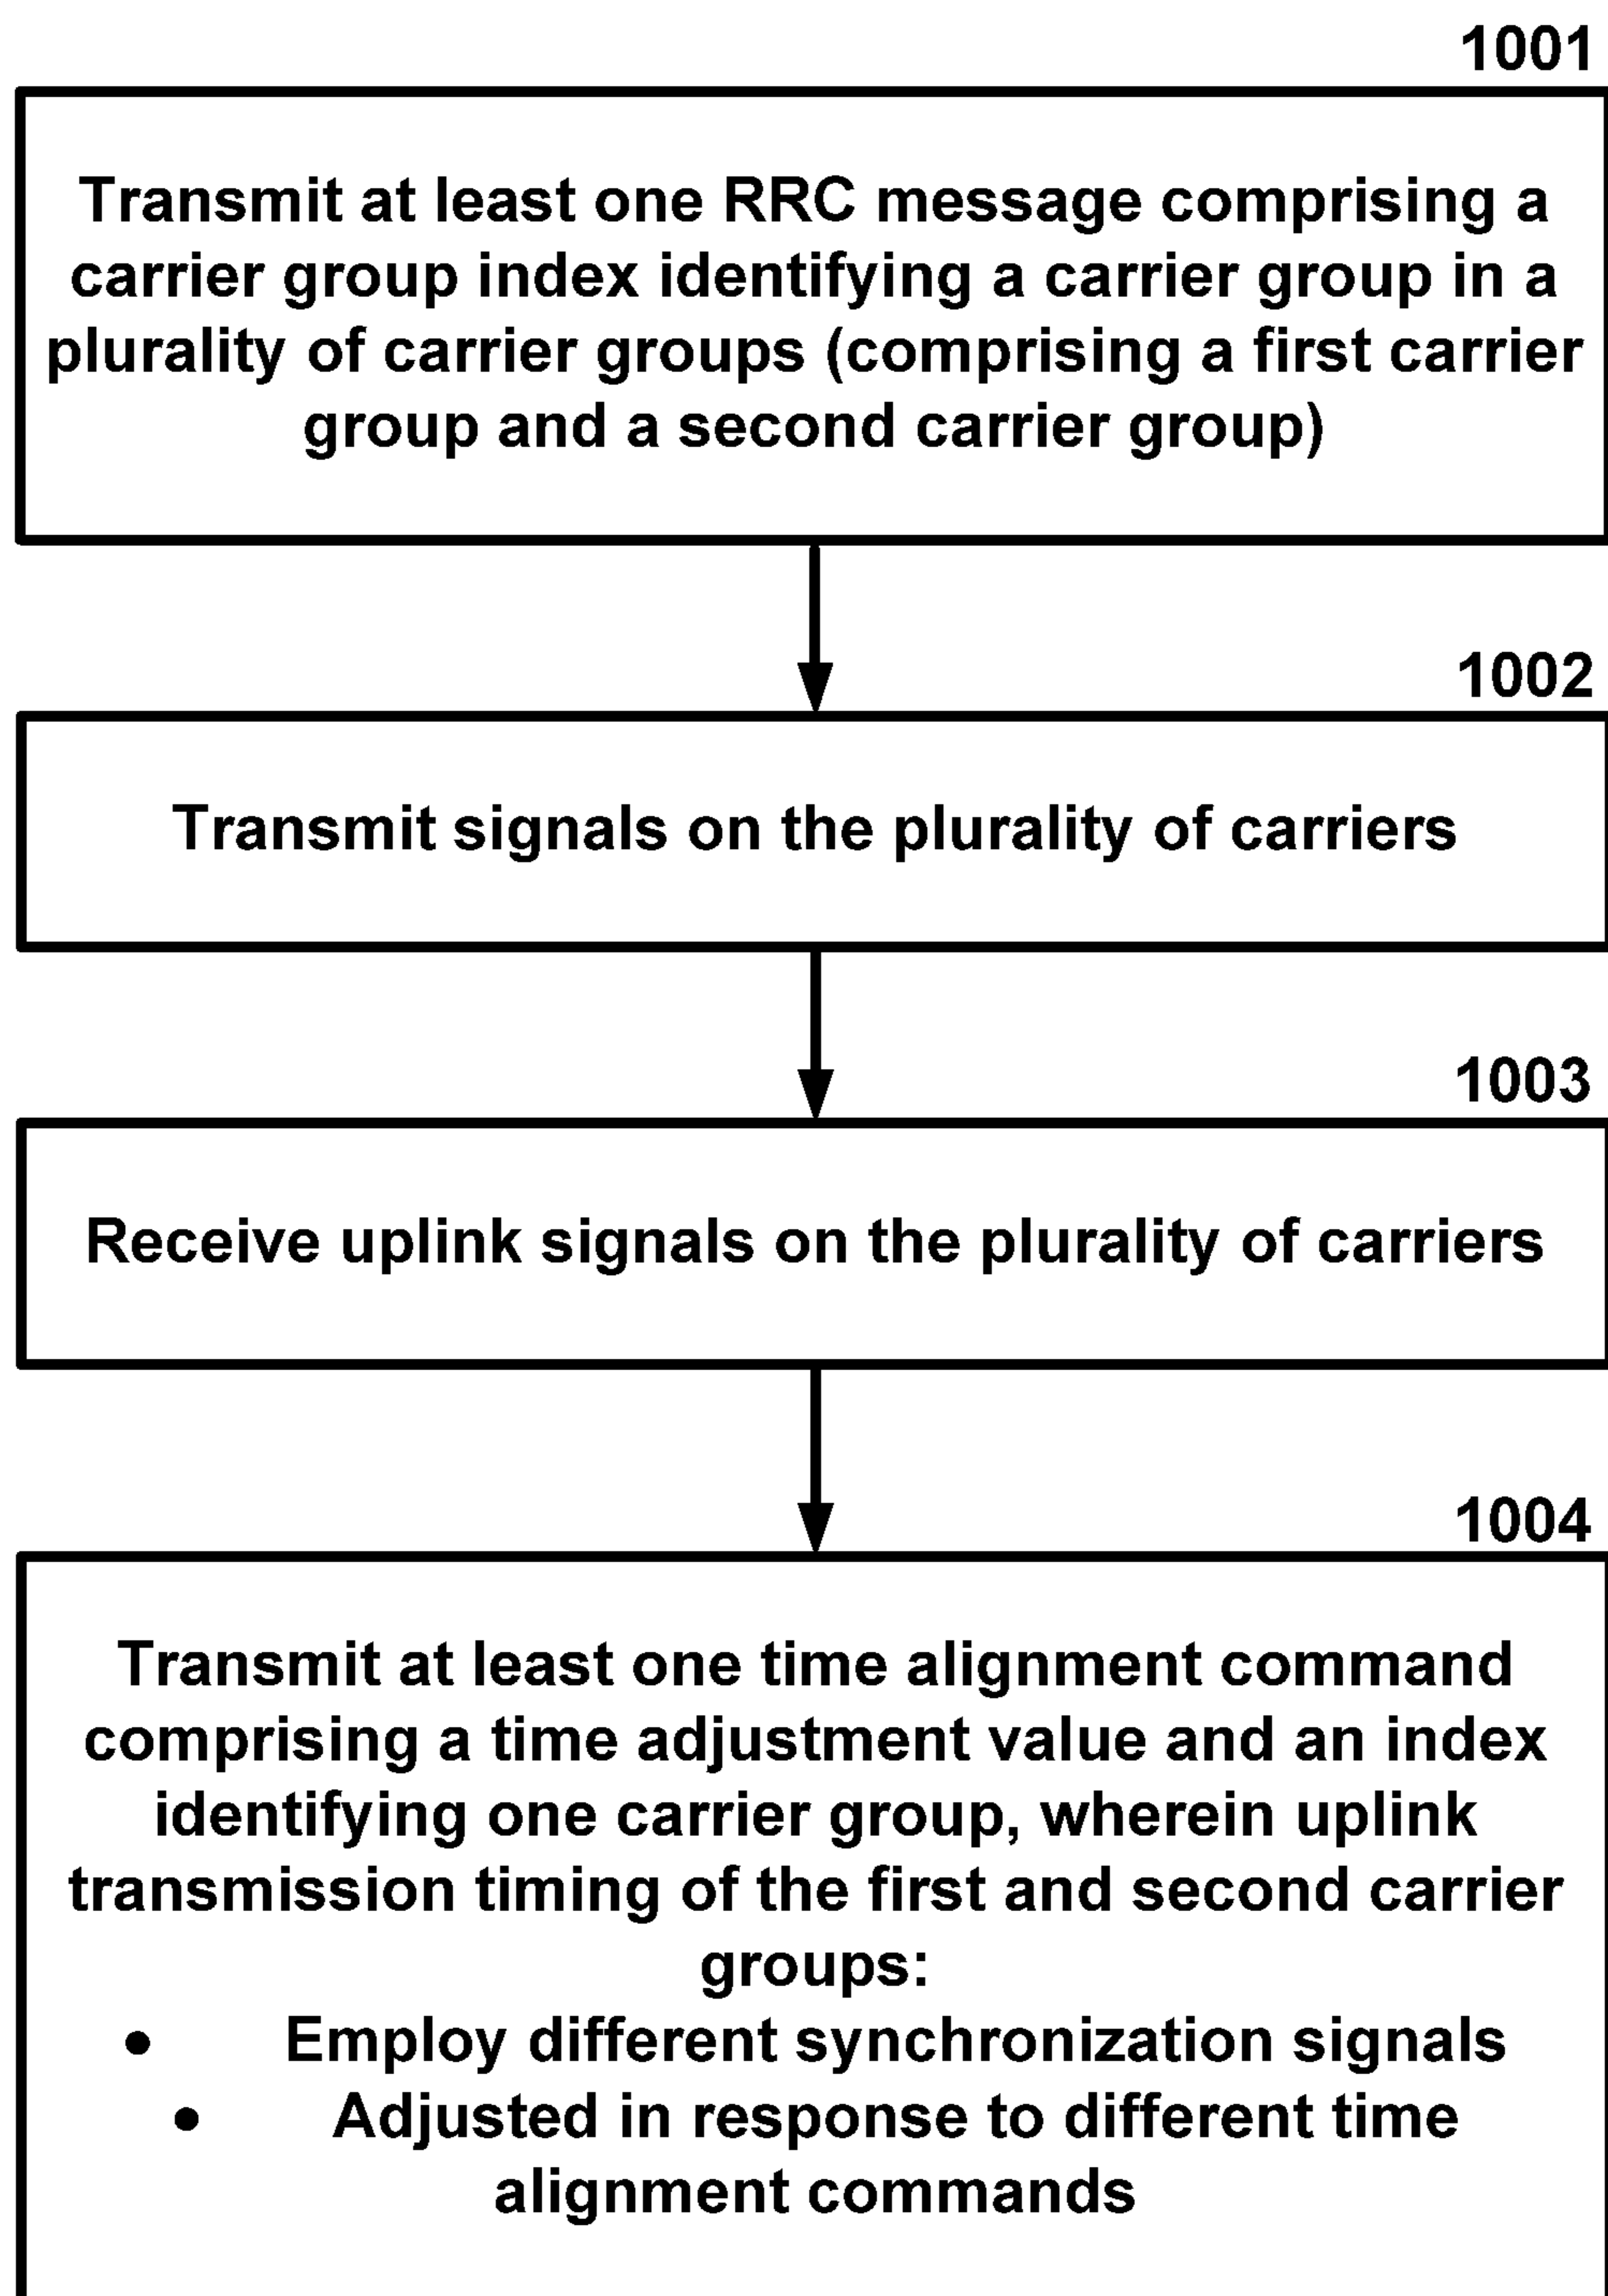 1001
Transmit at least one RRC message comprising a
carrier group index identifying a carrier group in a
plurality of carrier groups (comprising a first carrier
group and a second carrier group)
1002
Transmit signals on the plurality of carriers
1003
Receive uplink signals on the plurality of carriers
1004
Transmit at least one time alignment command
comprising a time adjustment value and an index
identifying one carrier group, wherein uplink
transmission timing of the first and second carrier
groups:
• Employ different synchronization signals
• Adjusted in response to different time
alignment commands